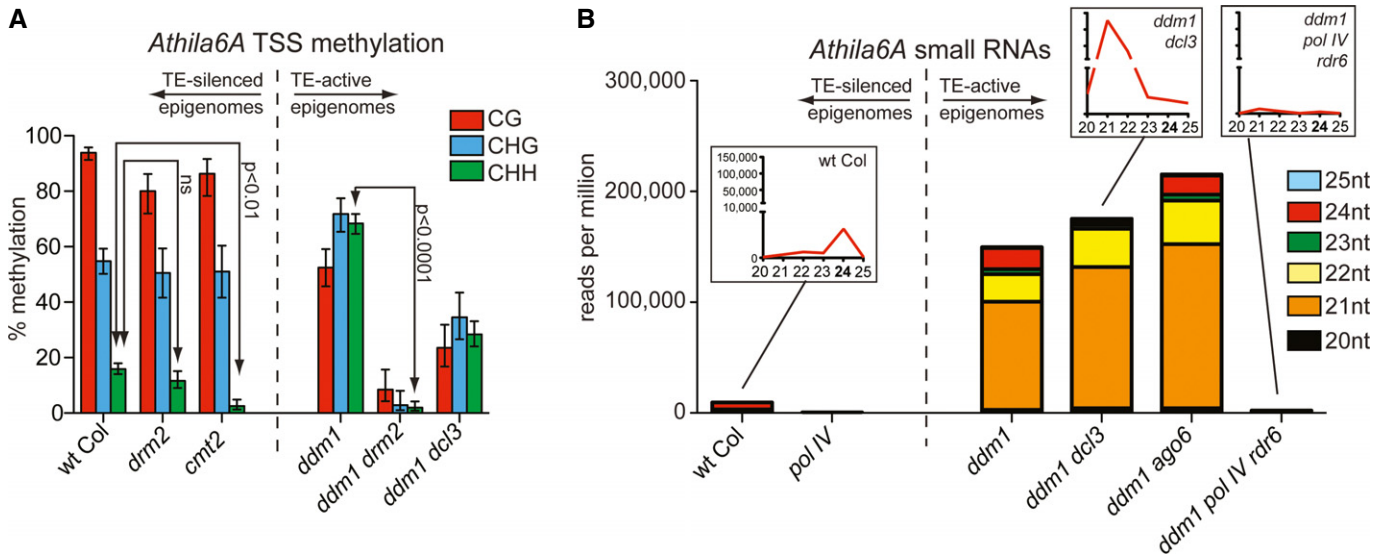 A
Athila6A TSS methylation
TE-silenced
epigenomes
TE-active
epigenomes
CG
CHG
CHH
% methylation
100
80
60
40
20
0
ns
p<0.01
p<0.0001
wt Col
drm2
cmt2
ddm1
ddm1 drm2
ddm1 dcl3
B
Athila6A small RNAs
TE-silenced
epigenomes
TE-active
epigenomes
reads per million
300,000
200,000
100,000
0
wt Col
150,000
100,000
50,000
10,000
0
20 21 22 23 24 25
ddm1
dcl3
20 21 22 23 24 25
ddm1
pol IV
rdr6
20 21 22 23 24 25
25nt
24nt
23nt
22nt
21nt
20nt
wt Col
pol IV
ddm1
ddm1 dcl3
ddm1 ago6
ddm1 pol IV rdr6